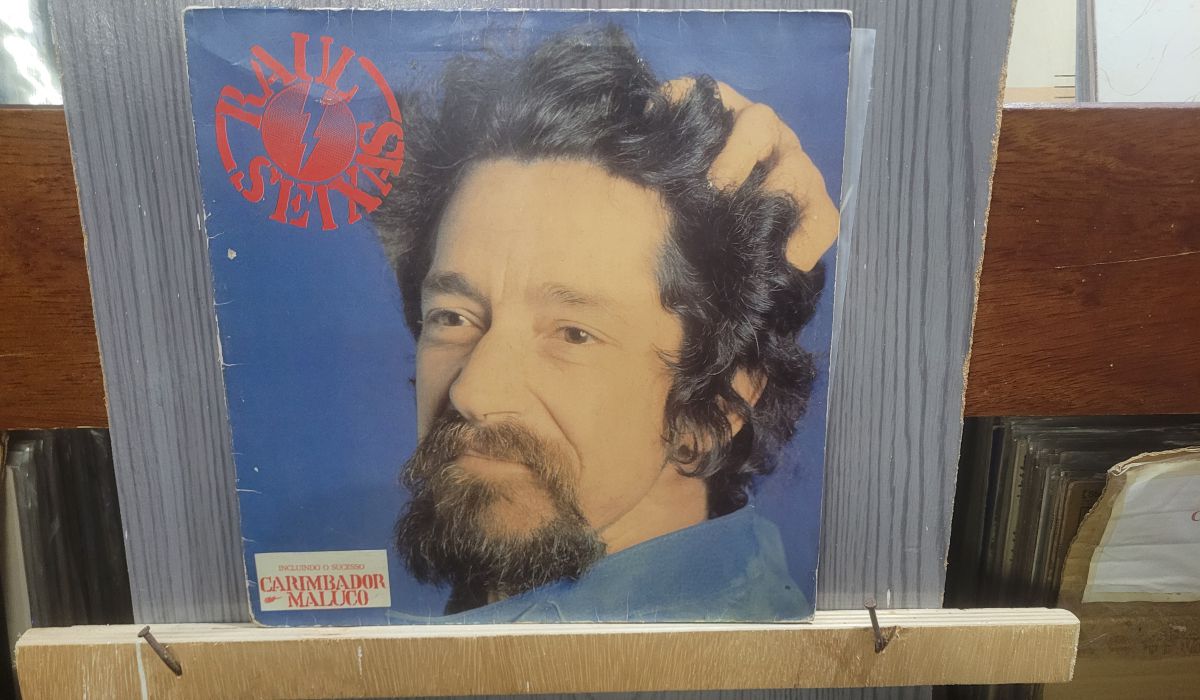 RAUL
SEIXAS
INCLUINDO O SUCESSO
CARIMBADOR
MALUCO